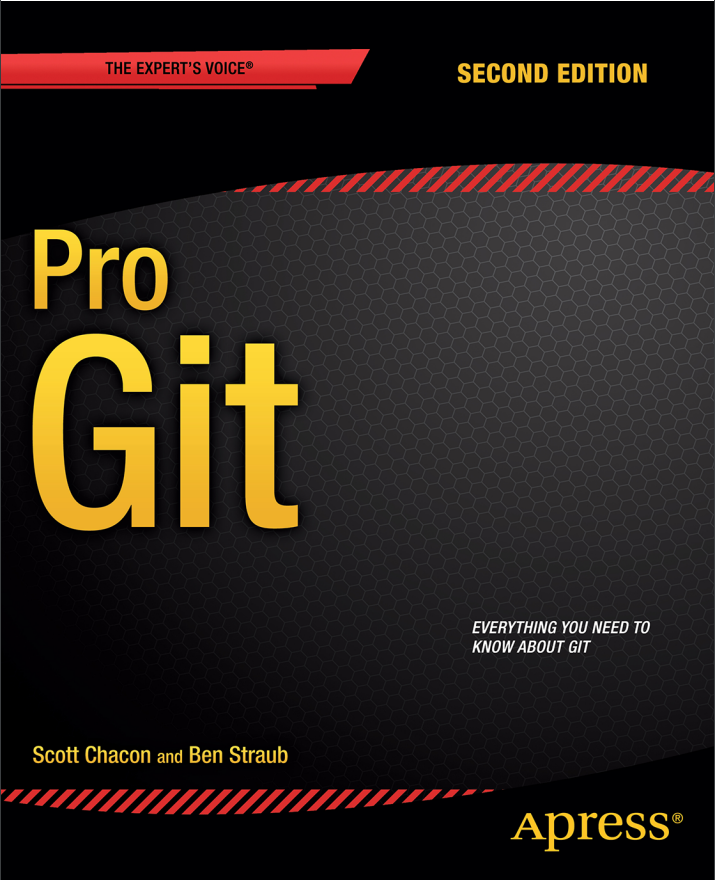 THE EXPERT'S VOICE®
SECOND EDITION
Pro
Git
EVERYTHING YOU NEED TO
KNOW ABOUT GIT
Scott Chacon and Ben Straub
Apress®